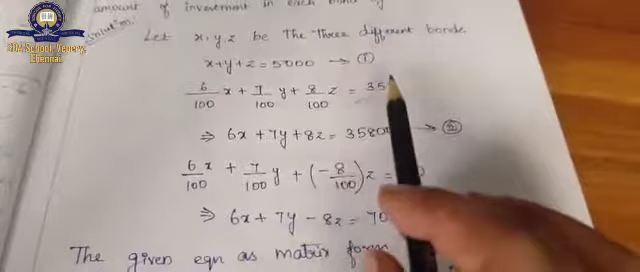 amount of investment in each bond
solution:
SDA School, Vepery,
Chennai.
Let x, y, z be The three different bonds.
x+y+z = 5000 → ①
6/100 x + 7/100 y + 8/100 z = 35
⇒ 6x + 7y + 8z = 35800 → ②
6x/100 + 7/100 y + (-8/100) z =
⇒ 6x + 7y - 8z = 70
The given eqn as matrix form